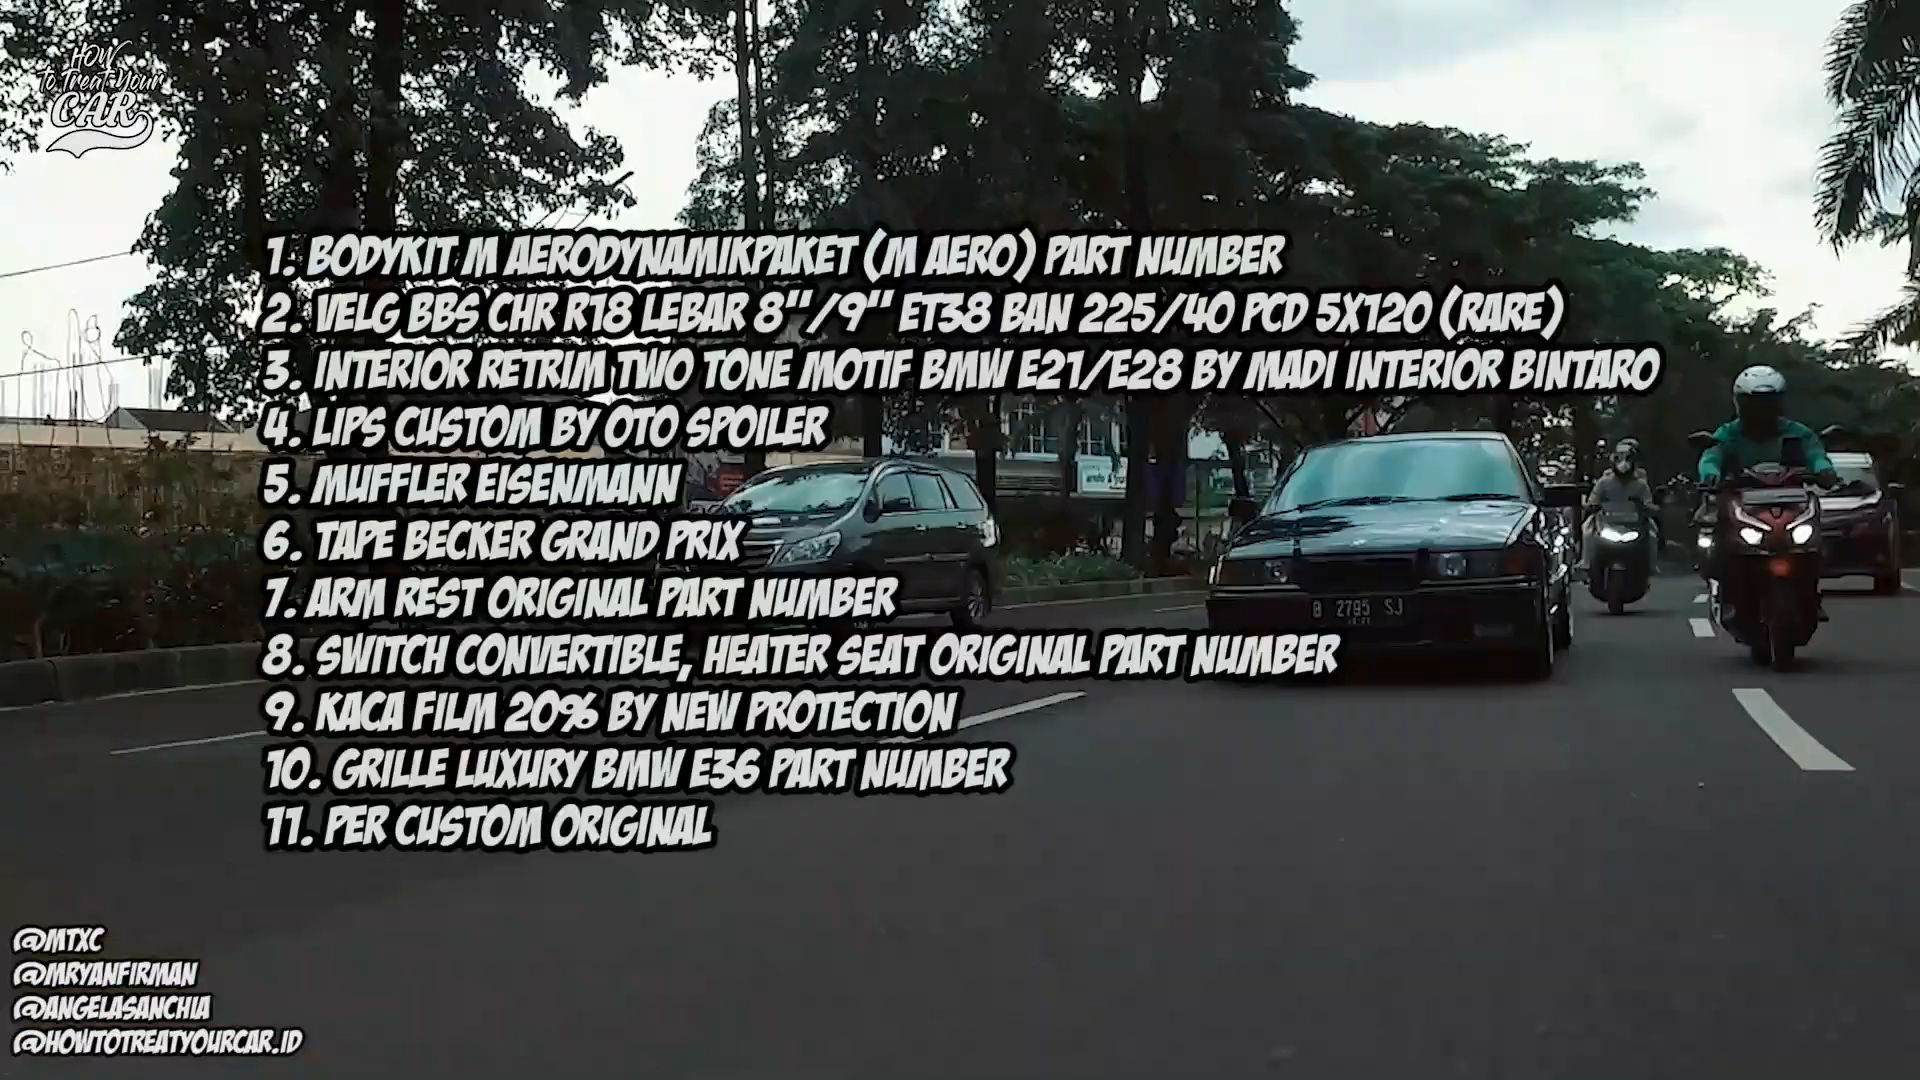 HOW
to Treat Your
CAR
1. BODYKIT M AERODYNAMIKPAKET (M AERO) PART NUMBER
2. VELG BBS CHR R18 LEBAR 8"/9" ET38 BAN 225/40 PCD 5X120 (RARE)
3. INTERIOR RETRIM TWO TONE MOTIF BMW E21/E28 BY MADI INTERIOR BINTARO
4. LIPS CUSTOM BY OTO SPOILER
5. MUFFLER EISENMANN
6. TAPE BECKER GRAND PRIX
7. ARM REST ORIGINAL PART NUMBER
8. SWITCH CONVERTIBLE, HEATER SEAT ORIGINAL PART NUMBER
9. KACA FILM 20% BY NEW PROTECTION
10. GRILLE LUXURY BMW E36 PART NUMBER
11. PER CUSTOM ORIGINAL
B 2795 SJ
@MTXC
@MRYANFIRMAN
@ANGELASANCHIA
@HOWTOTREATYOURCAR.ID